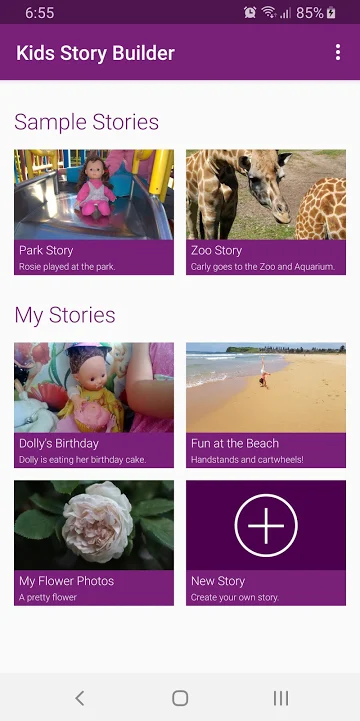 6:55
85%
Kids Story Builder
Sample Stories
Park Story
Rosie played at the park.
Zoo Story
Carly goes to the Zoo and Aquarium.
My Stories
Dolly's Birthday
Dolly is eating her birthday cake.
Fun at the Beach
Handstands and cartwheels!
My Flower Photos
A pretty flower
New Story
Create your own story.